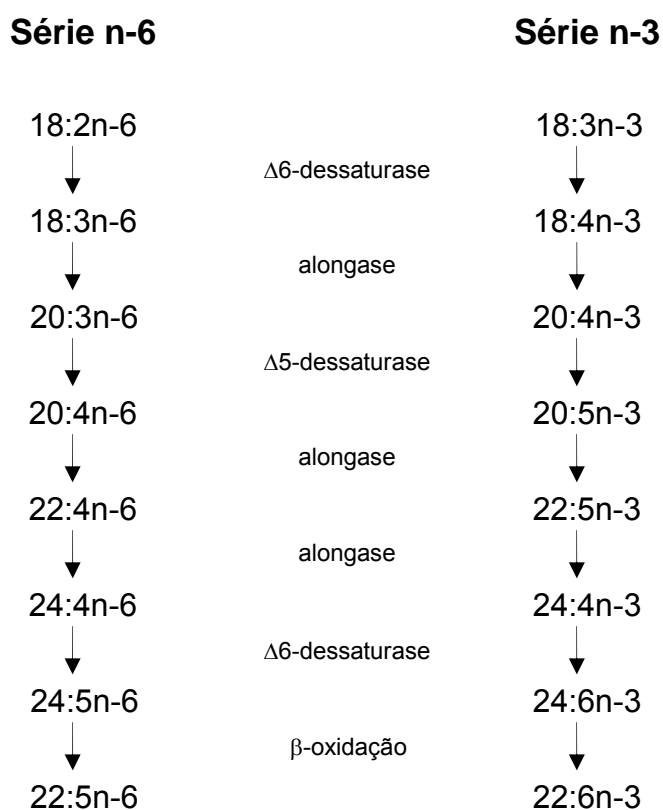 Série n-6 Série n-3
18:2n-6 18:3n-3
Δ6-dessaturase
18:3n-6 18:4n-3
alongase
20:3n-6 20:4n-3
Δ5-dessaturase
20:4n-6 20:5n-3
alongase
22:4n-6 22:5n-3
alongase
24:4n-6 24:4n-3
Δ6-dessaturase
24:5n-6 24:6n-3
β-oxidação
22:5n-6 22:6n-3